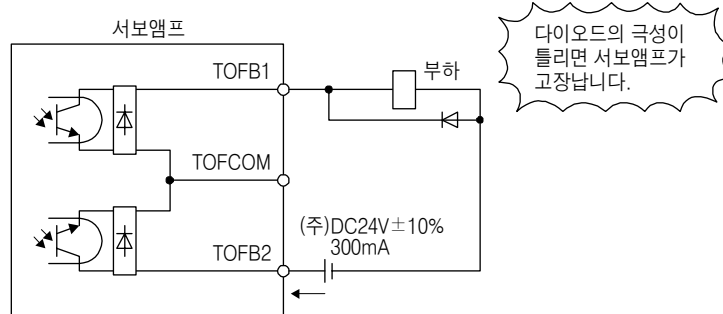 서보앰프
다이오드의 극성이
틀리면 서보앰프가
고장납니다.
TOFB1
부하
TOFCOM
(주)DC24V±10%
300mA
TOFB2